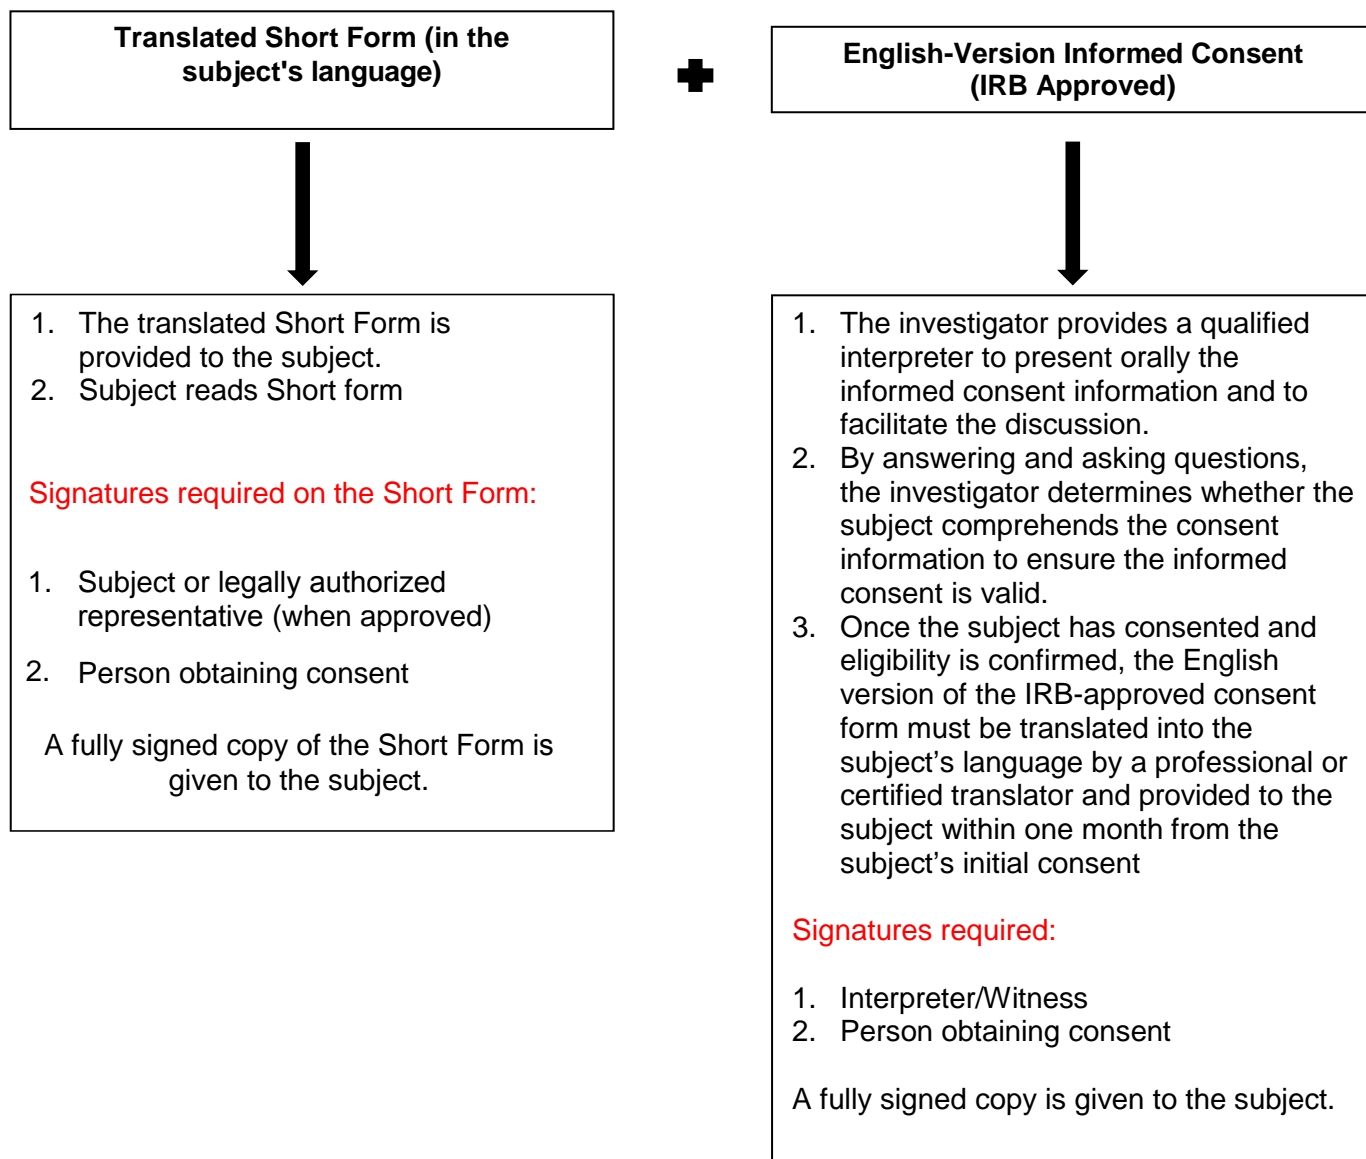 Translated Short Form (in the
subject's language)
English-Version Informed Consent
(IRB Approved)
1. The translated Short Form is
provided to the subject.
2. Subject reads Short form
Signatures required on the Short Form:
1. Subject or legally authorized
representative (when approved)
2. Person obtaining consent
A fully signed copy of the Short Form is
given to the subject.
1. The investigator provides a qualified
interpreter to present orally the
informed consent information and to
facilitate the discussion.
2. By answering and asking questions,
the investigator determines whether the
subject comprehends the consent
information to ensure the informed
consent is valid.
3. Once the subject has consented and
eligibility is confirmed, the English
version of the IRB-approved consent
form must be translated into the
subject’s language by a professional or
certified translator and provided to the
subject within one month from the
subject’s initial consent
Signatures required:
1. Interpreter/Witness
2. Person obtaining consent
A fully signed copy is given to the subject.